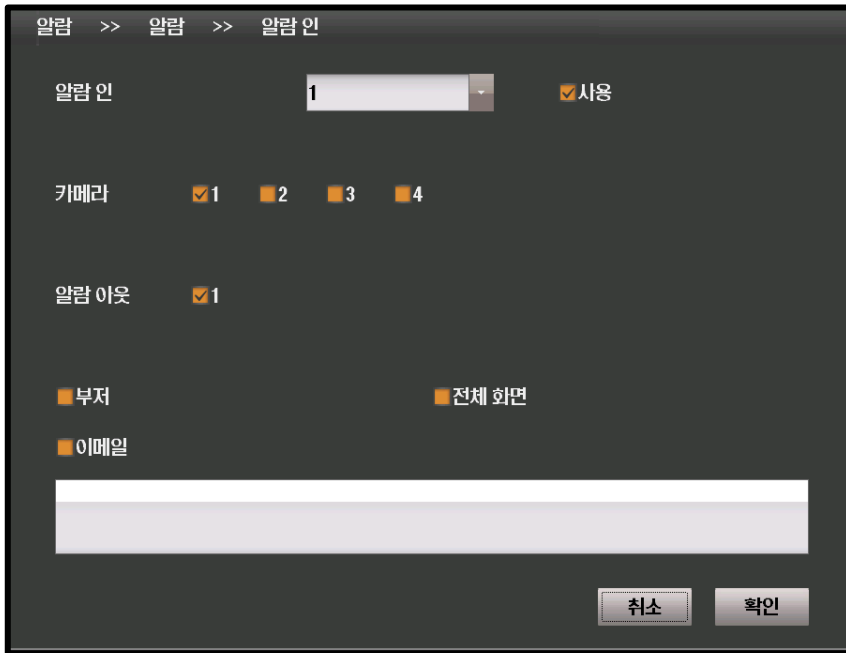 알람 >> 알람 >> 알람 인
알람 인 1 사용
카메라 1 2 3 4
알람 아웃 1
부저 전체 화면
이메일
취소 확인